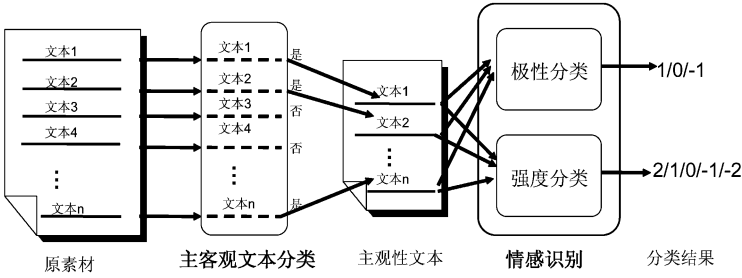 文本1
文本2
文本3
文本4
⋮
文本n
原素材
文本1
文本2
文本3
文本4
⋮
文本n
是
是
否
否
是
主客观文本分类
文本1
文本2
⋮
文本n
主观性文本
极性分类
强度分类
情感识别
1/0/-1
2/1/0/-1/-2
分类结果